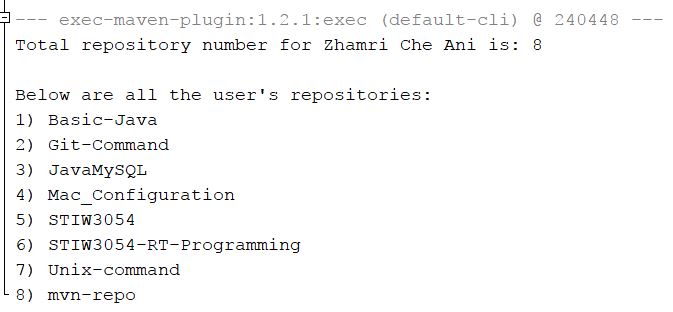 --- exec-maven-plugin:1.2.1:exec (default-cli) @ 240448 ---
Total repository number for Zhamri Che Ani is: 8
Below are all the user's repositories:
1) Basic-Java
2) Git-Command
3) JavaMySQL
4) Mac_Configuration
5) STIW3054
6) STIW3054-RT-Programming
7) Unix-command
8) mvn-repo